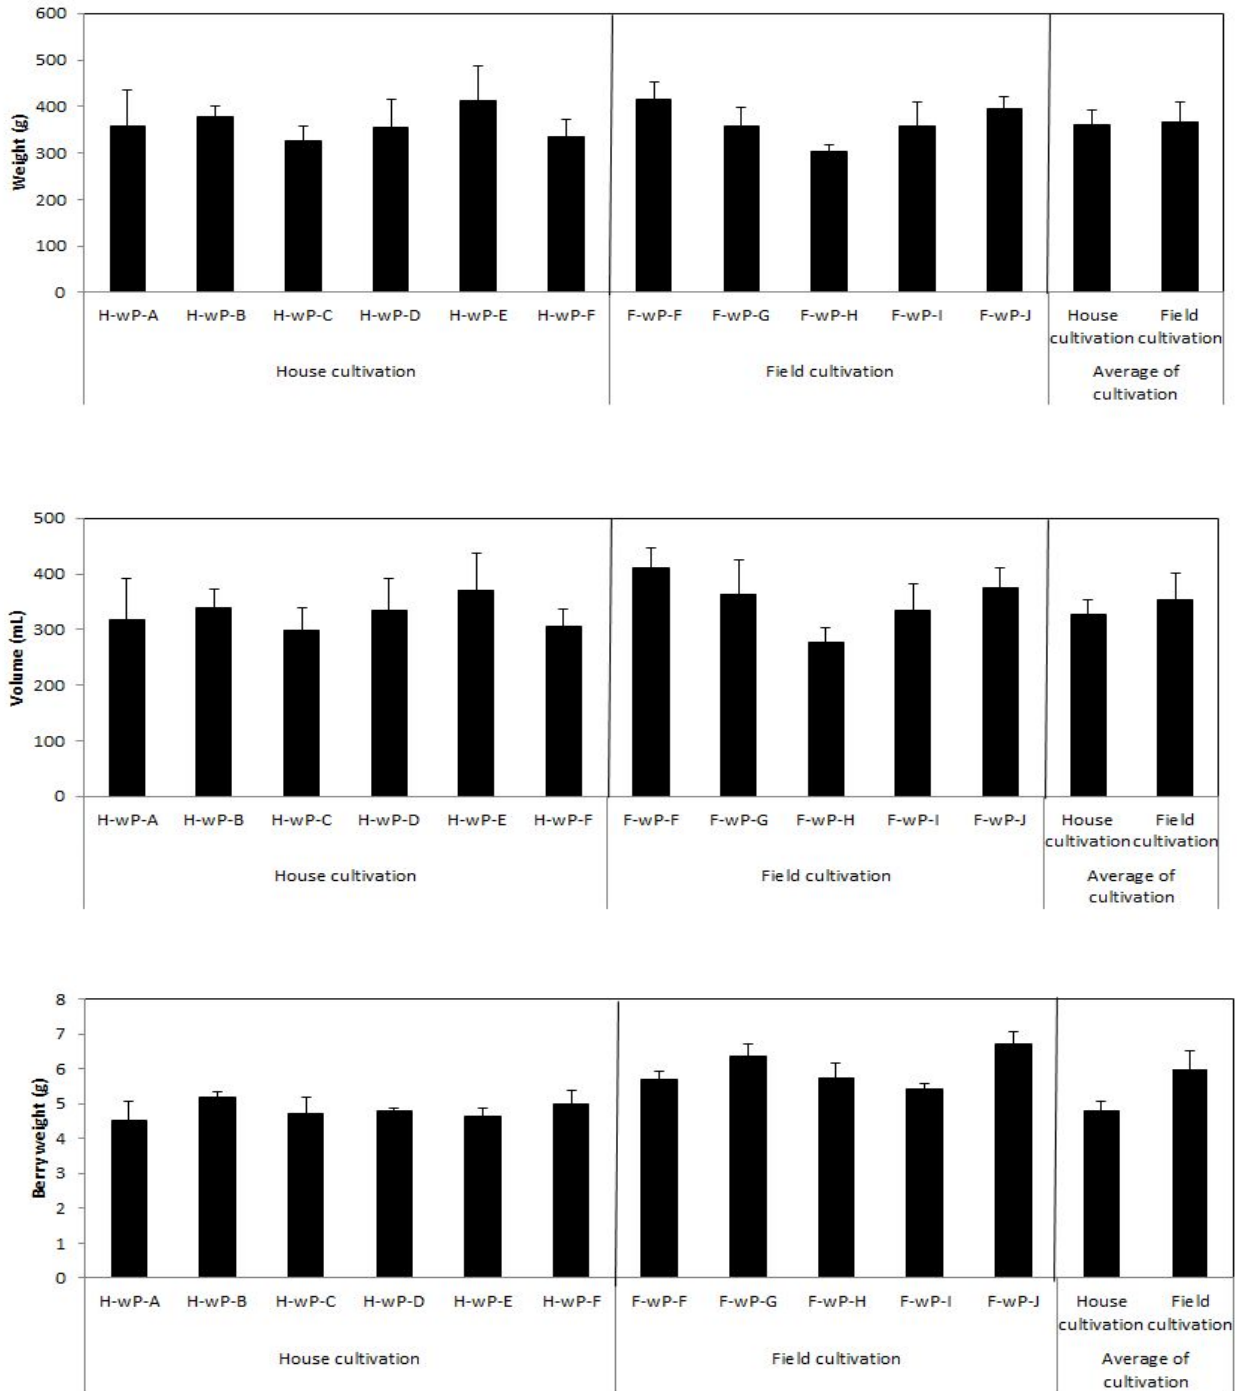 600
500
400
300
200
100
0
Weight (g)
H-wP-A H-wP-B H-wP-C H-wP-D H-wP-E H-wP-F F-wP-F F-wP-G F-wP-H F-wP-I F-wP-J House cultivation Field cultivation
House cultivation Field cultivation Average of cultivation
500
400
300
200
100
0
Volume (mL)
H-wP-A H-wP-B H-wP-C H-wP-D H-wP-E H-wP-F F-wP-F F-wP-G F-wP-H F-wP-I F-wP-J House cultivation Field cultivation
House cultivation Field cultivation Average of cultivation
8
7
6
5
4
3
2
1
0
Berry weight (g)
H-wP-A H-wP-B H-wP-C H-wP-D H-wP-E H-wP-F F-wP-F F-wP-G F-wP-H F-wP-I F-wP-J House cultivation Field cultivation
House cultivation Field cultivation Average of cultivation